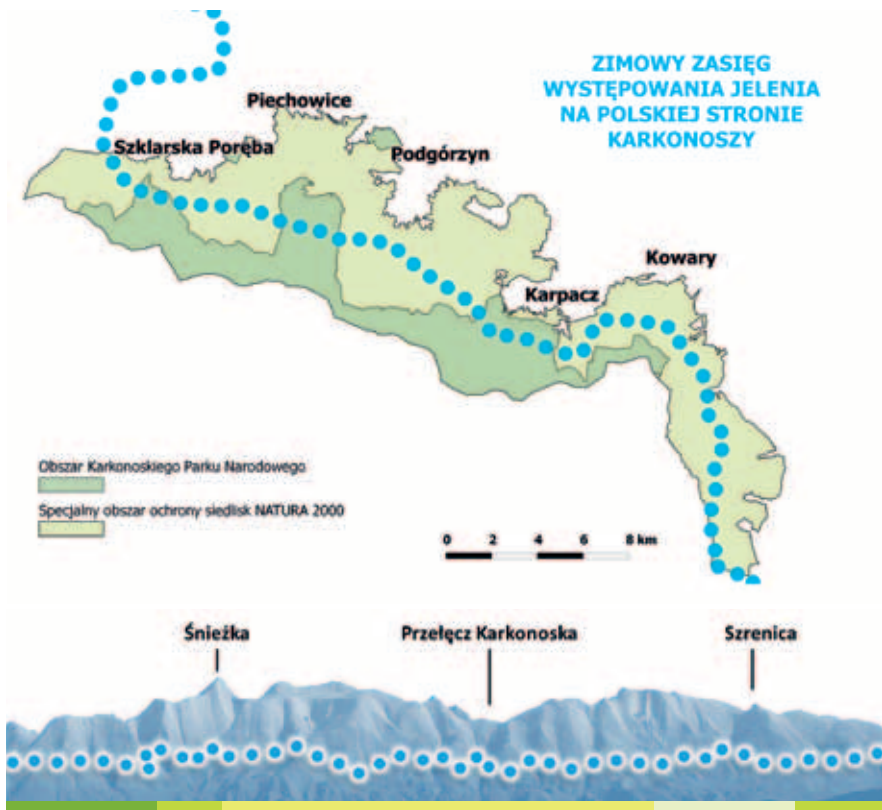 ZIMOWY ZASIĘG
WYSTĘPOWANIA JELENIA
NA POLSKIEJ STRONIE
KARKONOSZY
Piechowice
Szklarska Poręba
Podgórzyn
Kowary
Karpacz
Obszar Karkonoskiego Parku Narodowego
Specjalny obszar ochrony siedlisk NATURA 2000
0 2 4 6 8 km
Śnieżka Przełęcz Karkonoska Szrenica